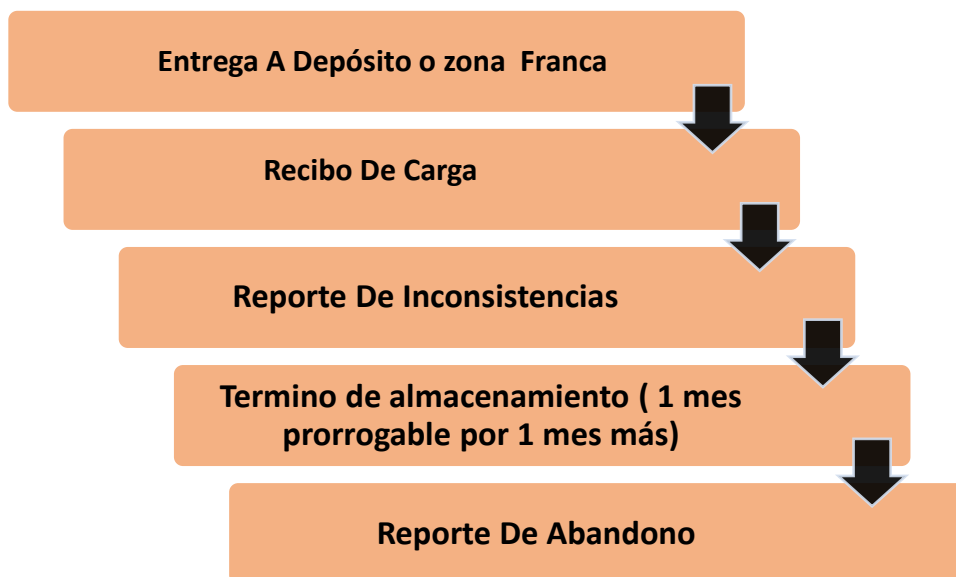 Entrega A Depósito o zona Franca
Recibo De Carga
Reporte De Inconsistencias
Termino de almacenamiento ( 1 mes
prorrogable por 1 mes más)
Reporte De Abandono